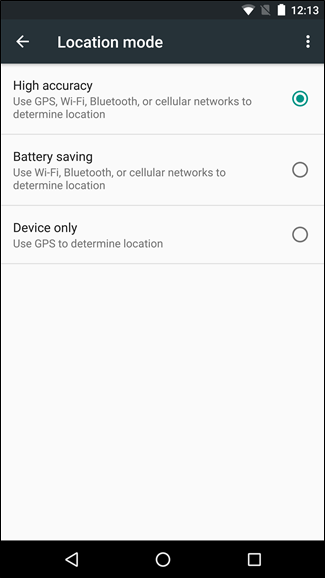 12:13
Location mode
High accuracy
Use GPS, Wi-Fi, Bluetooth, or cellular networks to
determine location
Battery saving
Use Wi-Fi, Bluetooth, or cellular networks to
determine location
Device only
Use GPS to determine location